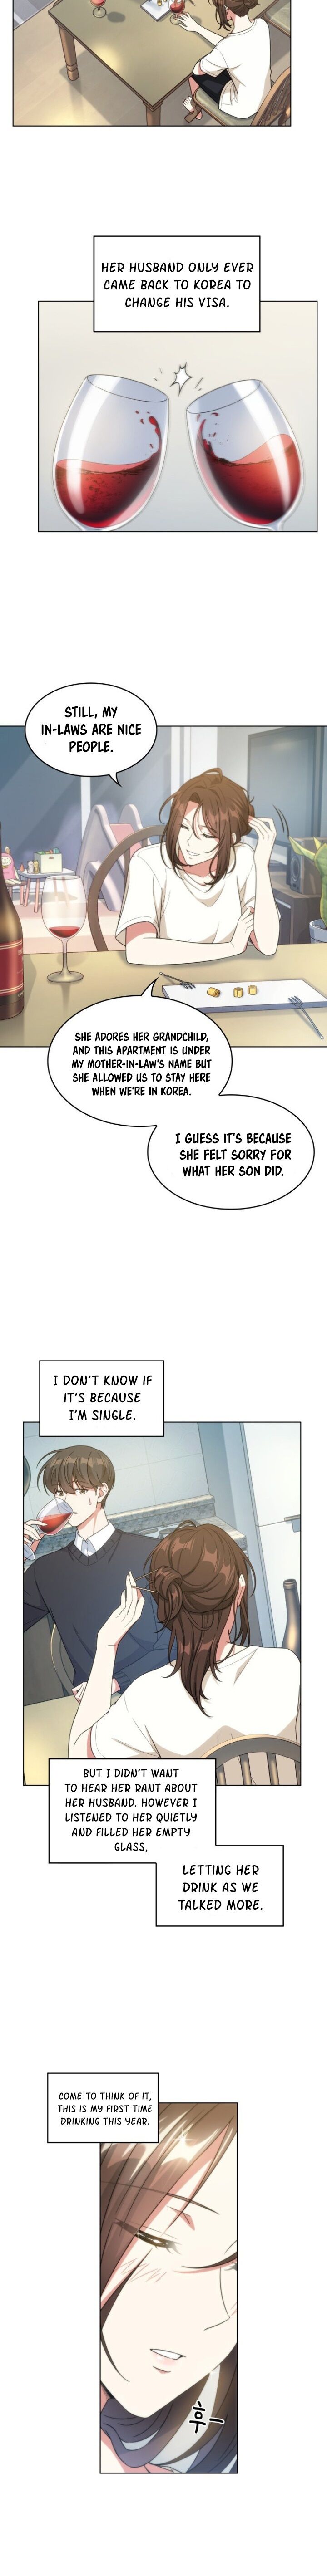 HER HUSBAND ONLY EVER
CAME BACK TO KOREA TO
CHANGE HIS VISA.
STILL, MY
IN-LAWS ARE NICE
PEOPLE.
SHE ADORES HER GRANDCHILD,
AND THIS APARTMENT IS UNDER
MY MOTHER-IN-LAW'S NAME BUT
SHE ALLOWED US TO STAY HERE
WHEN WE'RE IN KOREA.
I GUESS IT'S BECAUSE
SHE FELT SORRY FOR
WHAT HER SON DID.
I DON'T KNOW IF
IT'S BECAUSE
I'M SINGLE.
BUT I DIDN'T WANT
TO HEAR HER RANT ABOUT
HER HUSBAND. HOWEVER I
LISTENED TO HER QUIETLY
AND FILLED HER EMPTY
GLASS,
LETTING HER
DRINK AS WE
TALKED MORE.
COME TO THINK OF IT,
THIS IS MY FIRST TIME
DRINKING THIS YEAR.
후ー